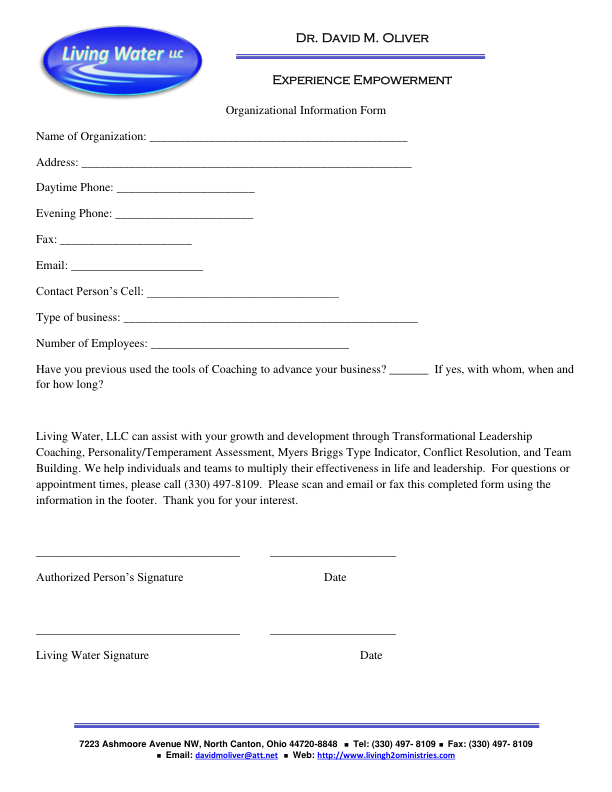 Living Water LLC
Dr. David M. Oliver
Experience Empowerment
Organizational Information Form
Name of Organization: ___________________________________________
Address: _______________________________________________________
Daytime Phone: _______________________
Evening Phone: _______________________
Fax: ______________________
Email: ______________________
Contact Person’s Cell: ________________________________
Type of business: _________________________________________________
Number of Employees: _________________________________
Have you previous used the tools of Coaching to advance your business? ______ If yes, with whom, when and
for how long?
Living Water, LLC can assist with your growth and development through Transformational Leadership
Coaching, Personality/Temperament Assessment, Myers Briggs Type Indicator, Conflict Resolution, and Team
Building. We help individuals and teams to multiply their effectiveness in life and leadership. For questions or
appointment times, please call (330) 497-8109. Please scan and email or fax this completed form using the
information in the footer. Thank you for your interest.
__________________________________ _____________________
Authorized Person’s Signature Date
__________________________________ _____________________
Living Water Signature Date
7223 Ashmoore Avenue NW, North Canton, Ohio 44720-8848 ▪ Tel: (330) 497- 8109 ▪ Fax: (330) 497- 8109
▪ Email: davidmoliver@att.net ▪ Web: http://www.livingh2oministries.com